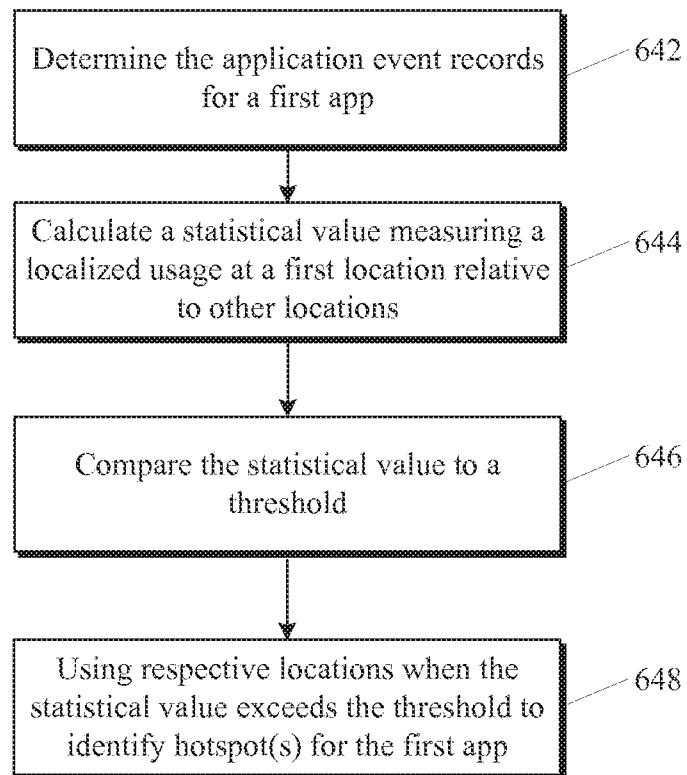 Determine the application event records
for a first app
642
Calculate a statistical value measuring a
localized usage at a first location relative
to other locations
644
Compare the statistical value to a
threshold
646
Using respective locations when the
statistical value exceeds the threshold to
identify hotspot(s) for the first app
648